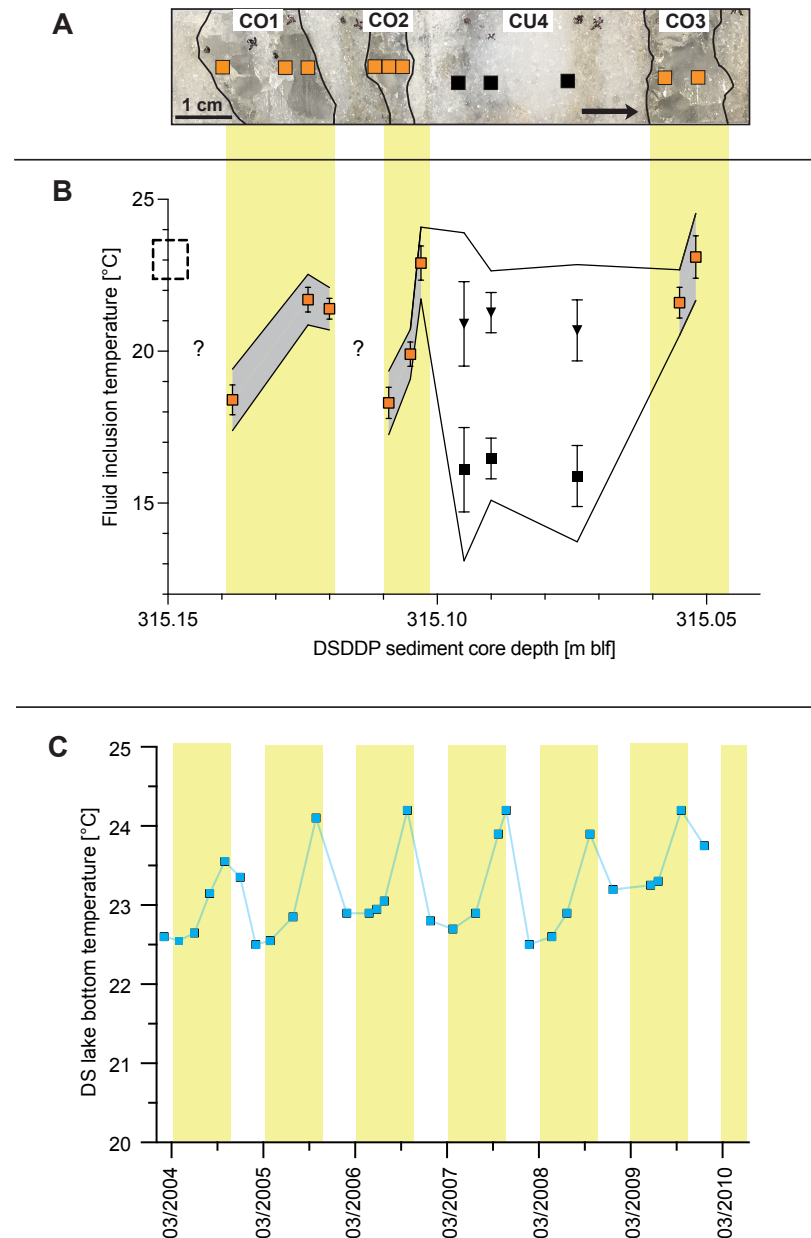 A
CO1
CO2
CU4
CO3
1 cm
B
25
20
15
Fluid inclusion temperature [°C]
?
?
315.15
315.10
315.05
DSDDP sediment core depth [m blf]
C
25
24
23
22
21
20
DS lake bottom temperature [°C]
03/2004
03/2005
03/2006
03/2007
03/2008
03/2009
03/2010